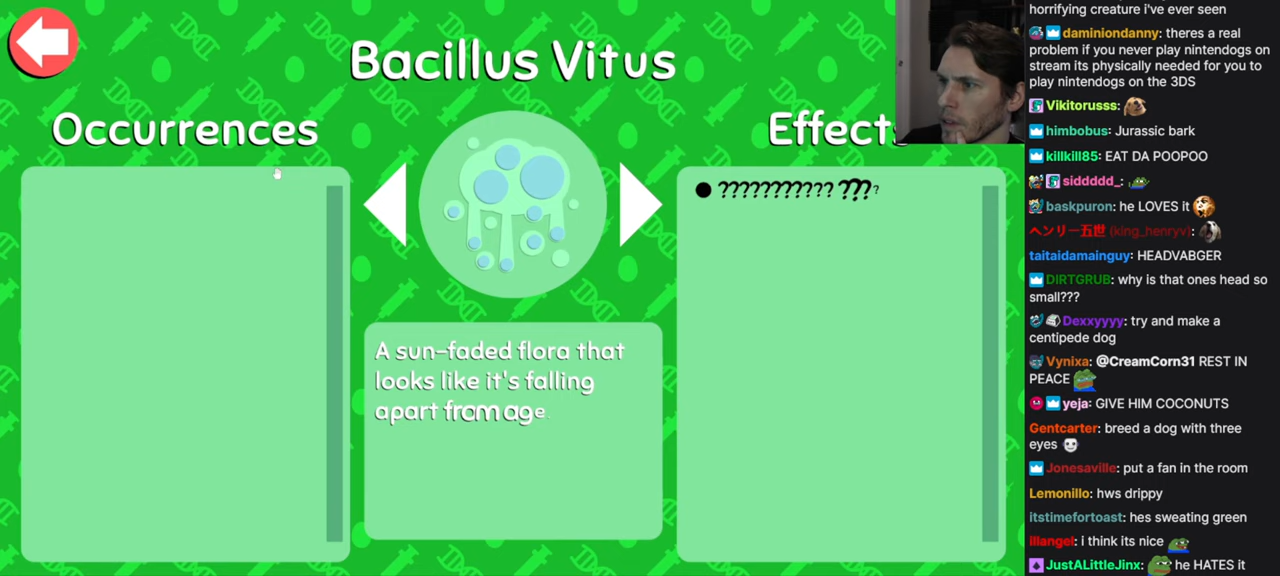 Bacillus Vitus
Occurrences
Effects
● ??????????? ????
A sun-faded flora that
looks like it's falling
apart from age
horrifying creature i've ever seen
daminiondanny: theres a real
problem if you never play nintendogs on
stream its physically needed for you to
play nintendogs on the 3DS
Vikitorusss:
himbobus: Jurassic bark
killkill85: EAT DA POOPOO
siddddd_:
baskpuron: he LOVES it
ヘンリー五世 (king_henryv):
taitaidamainguy: HEADVABGER
DIRTGRUB: why is that ones head so
small???
Dexxyyyy: try and make a
centipede dog
Vynixa: @CreamCorn31 REST IN
PEACE
yeja: GIVE HIM COCONUTS
Gentcarter: breed a dog with three
eyes
Jonesaville: put a fan in the room
Lemonillo: hws drippy
itstimefortoast: hes sweating green
illangel: i think its nice
JustALittleJinx: he HATES it